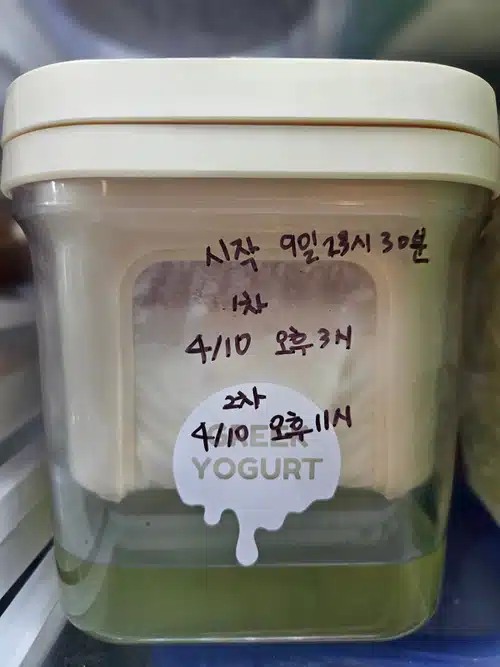 시작 9일 23시 30분
1차
4/10 오후 3시
2차
4/10 오후 11시
GREEK
YOGURT